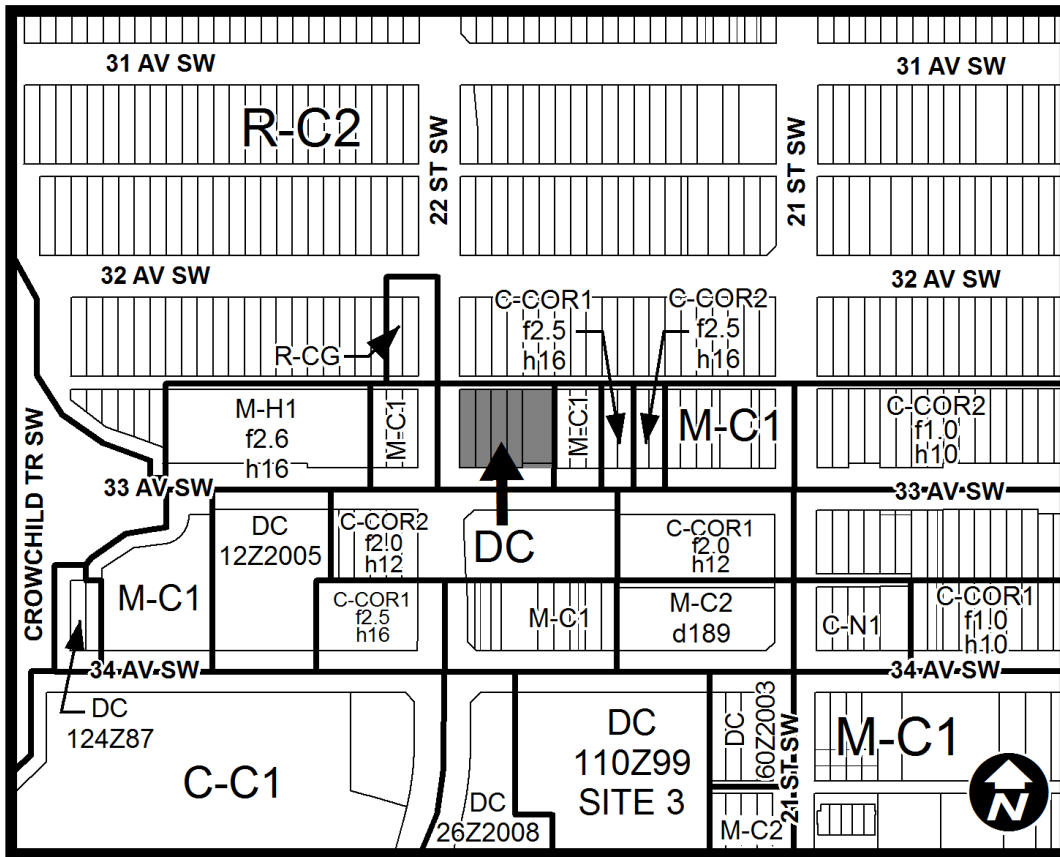 31 AV SW
31 AV SW
R-C2
22 ST SW
21 ST SW
32 AV SW
32 AV SW
C-COR1
f2.5
h16
C-COR2
f2.5
h16
R-CG
M-H1
f2.6
h16
M-C1
M-C1
M-C1
C-COR2
f1.0
h10
CROWCHILD TR SW
33 AV SW
33 AV SW
DC
12Z2005
C-COR2
f2.0
h12
DC
C-COR1
f2.0
h12
M-C1
C-COR1
f2.5
h16
M-C1
M-C2
d189
C-N1
C-COR1
f1.0
h10
34 AV SW
34 AV SW
DC
124Z87
C-C1
DC
26Z2008
DC
110Z99
SITE 3
DC
60Z2003
21 ST SW
M-C1
M-C2
N